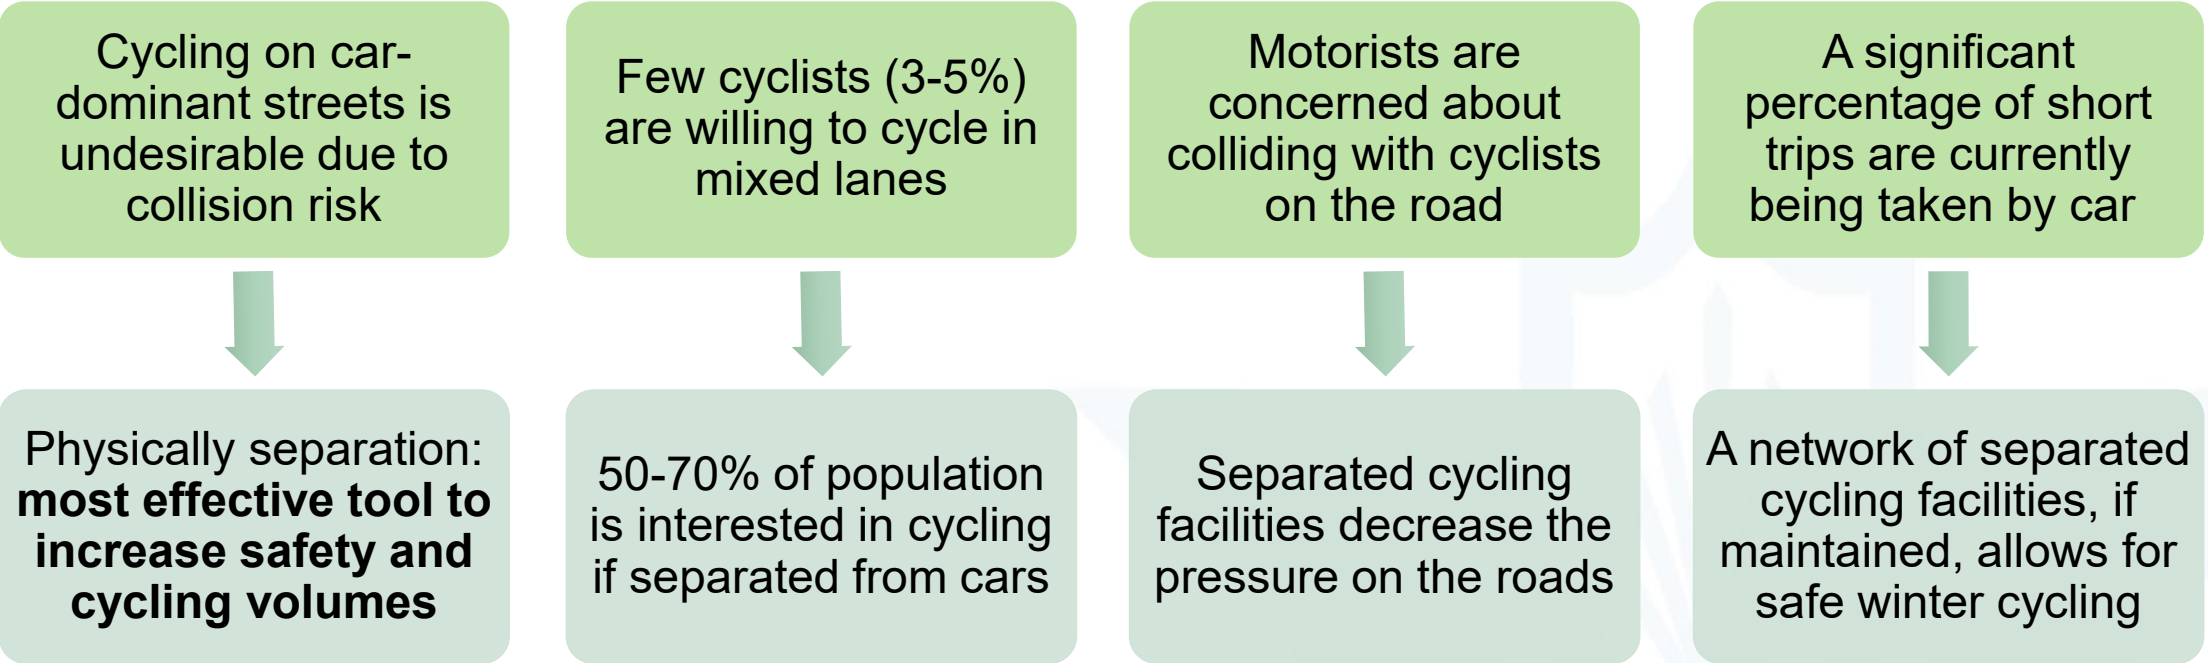 Cycling on car-
dominant streets is
undesirable due to
collision risk
Few cyclists (3-5%)
are willing to cycle in
mixed lanes
Motorists are
concerned about
colliding with cyclists
on the road
A significant
percentage of short
trips are currently
being taken by car
Physically separation:
most effective tool to
increase safety and
cycling volumes
50-70% of population
is interested in cycling
if separated from cars
Separated cycling
facilities decrease the
pressure on the roads
A network of separated
cycling facilities, if
maintained, allows for
safe winter cycling